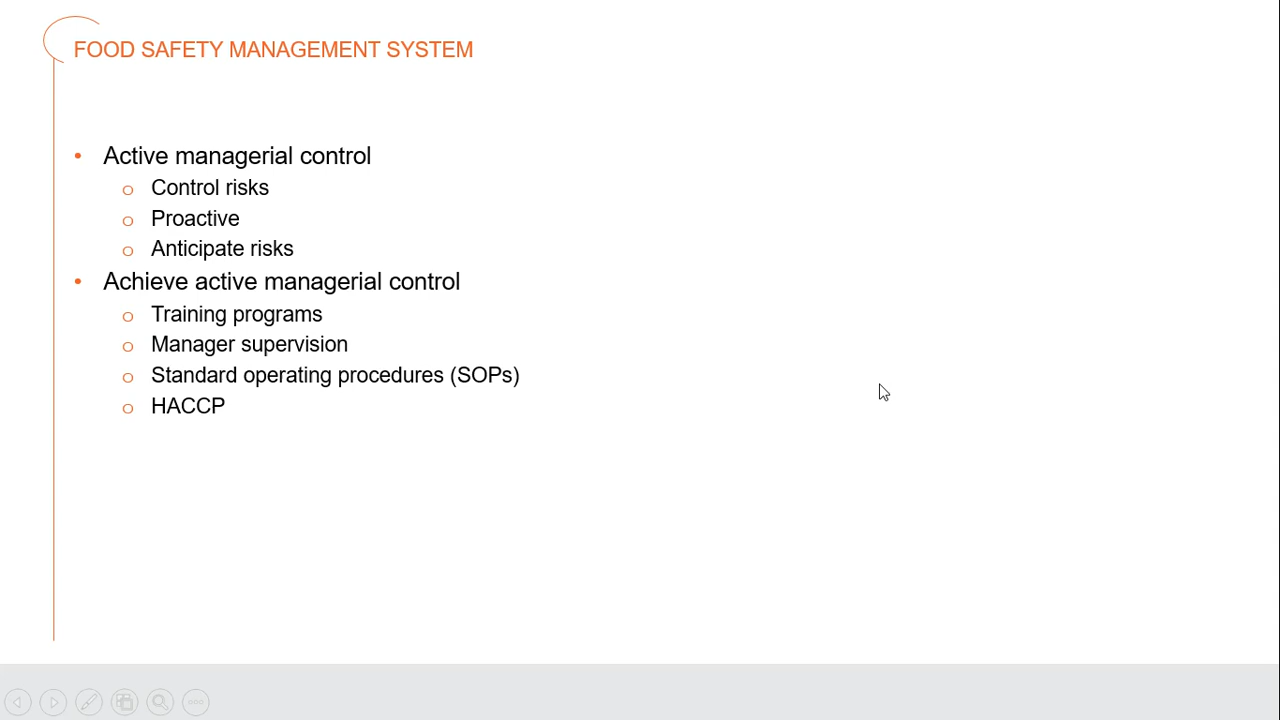 FOOD SAFETY MANAGEMENT SYSTEM
• Active managerial control
o Control risks
o Proactive
o Anticipate risks
• Achieve active managerial control
o Training programs
o Manager supervision
o Standard operating procedures (SOPs)
o HACCP